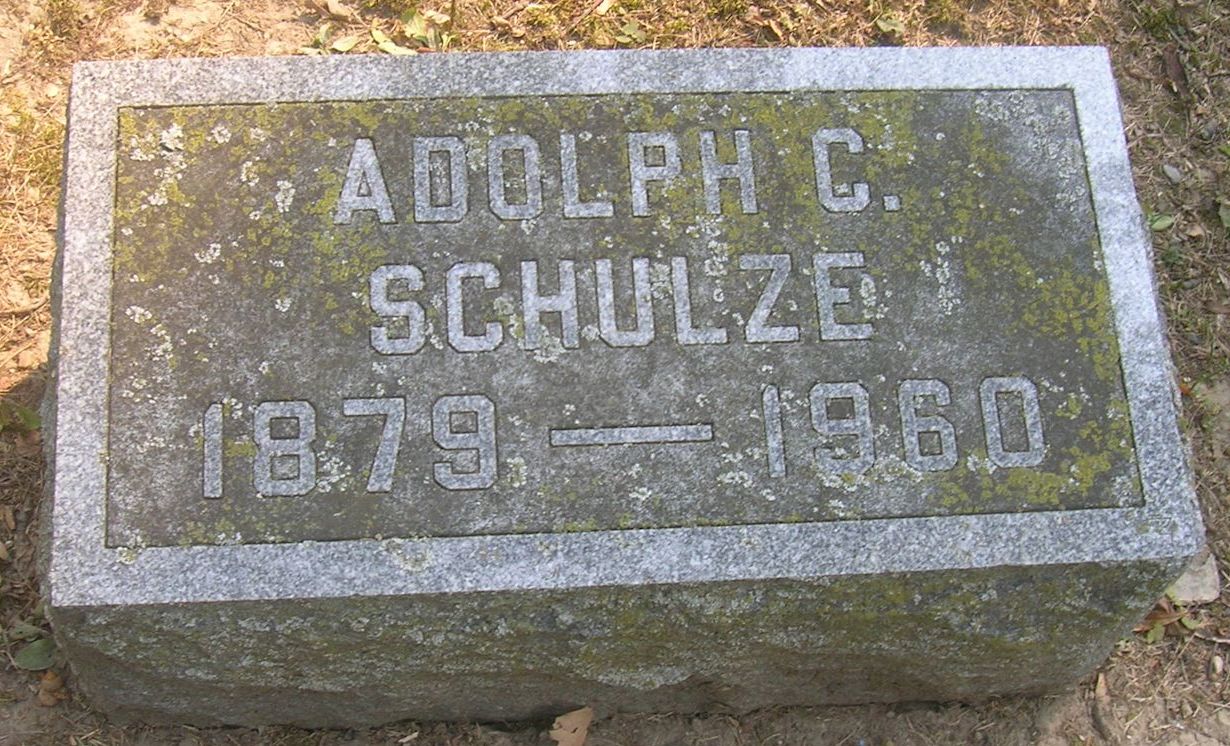 ADOLPH C.
SCHULZE
1879 — 1960